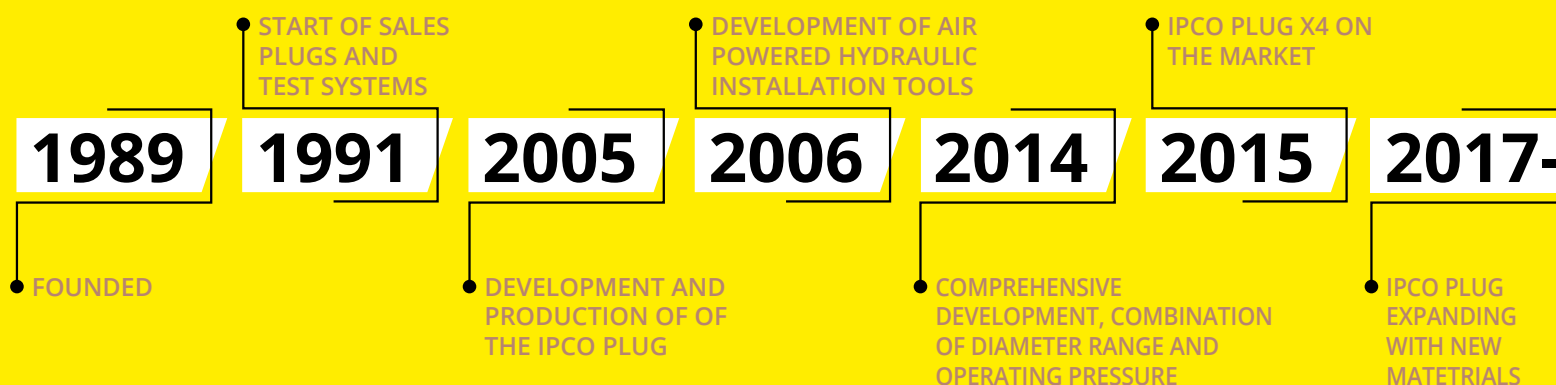 START OF SALES
PLUGS AND
TEST SYSTEMS
DEVELOPMENT OF AIR
POWERED HYDRAULIC
INSTALLATION TOOLS
IPCO PLUG X4 ON
THE MARKET
1989 1991 2005 2006 2014 2015 2017-
FOUNDED
DEVELOPMENT AND
PRODUCTION OF OF
THE IPCO PLUG
COMPREHENSIVE
DEVELOPMENT, COMBINATION
OF DIAMETER RANGE AND
OPERATING PRESSURE
IPCO PLUG
EXPANDING
WITH NEW
MATETRIALS